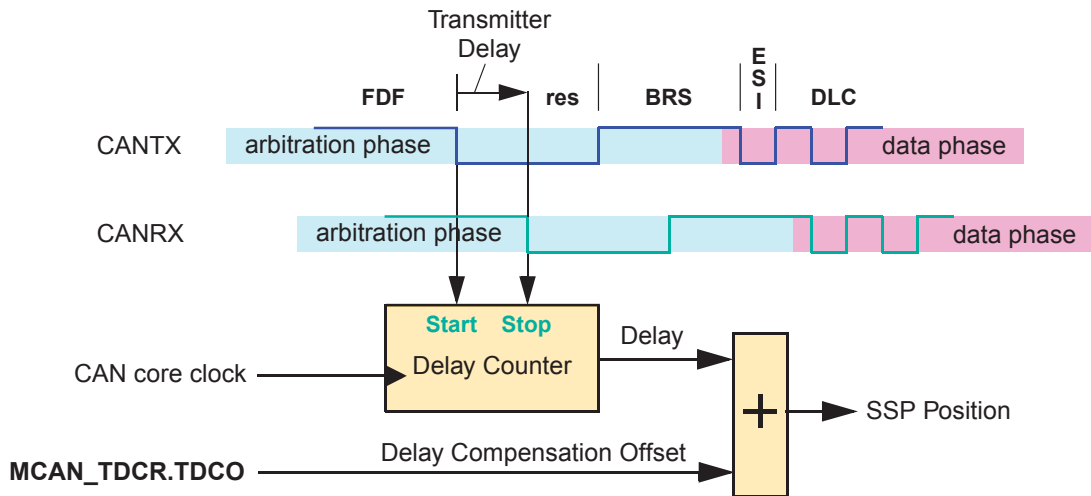 Transmitter
Delay
FDF
res
BRS
ESI
DLC
CANTX
arbitration phase
data phase
CANRX
arbitration phase
data phase
Start
Stop
Delay Counter
CAN core clock
Delay
+
SSP Position
Delay Compensation Offset
MCAN_TDCR.TDCO